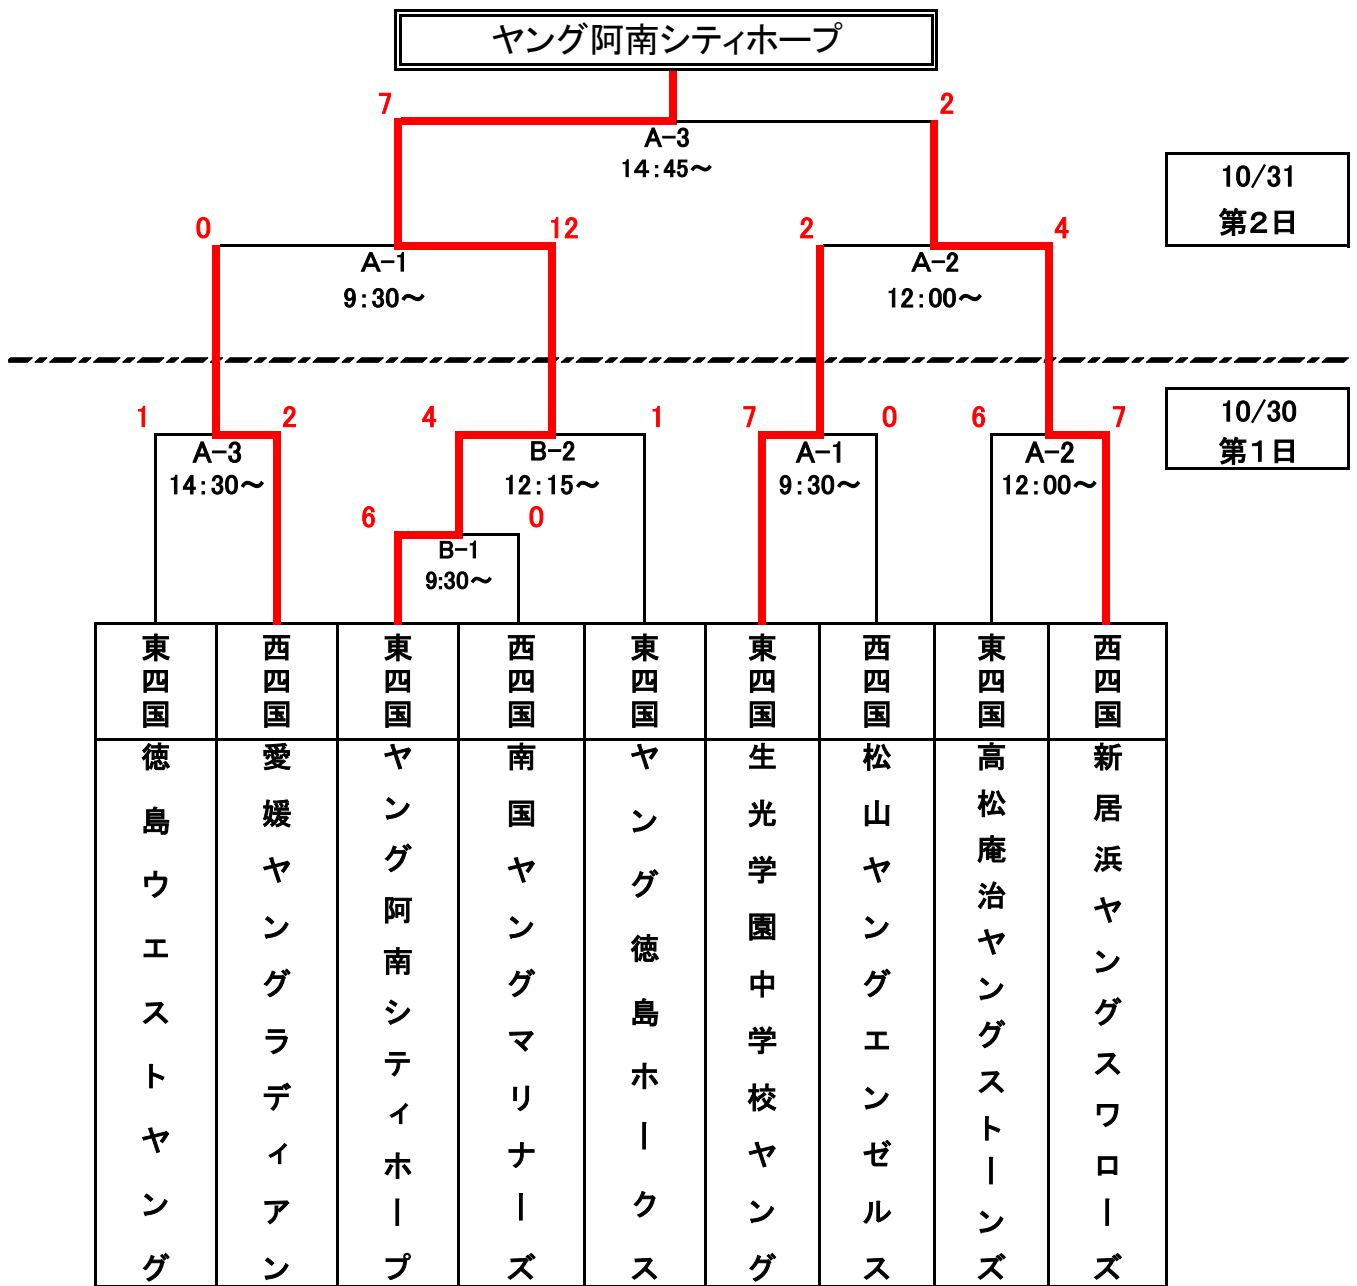 ヤング阿南シティホープ
7
2
A-3
14:45～
10/31
第2日
0
12
2
4
A-1
9:30～
A-2
12:00～
10/30
第1日
1
2
4
1
7
0
6
7
A-3
14:30～
B-2
12:15～
A-1
9:30～
A-2
12:00～
6
0
B-1
9:30～
東四国
西四国
東四国
西四国
東四国
東四国
西四国
東四国
西四国
徳島ウエストヤング
愛媛ヤングラディアン
ヤング阿南シティホープ
南国ヤングマリナーズ
ヤング徳島ホークス
生光学園中学校ヤング
松山ヤングエンゼルス
高松庵治ヤングストーンズ
新居浜ヤングスワローズ